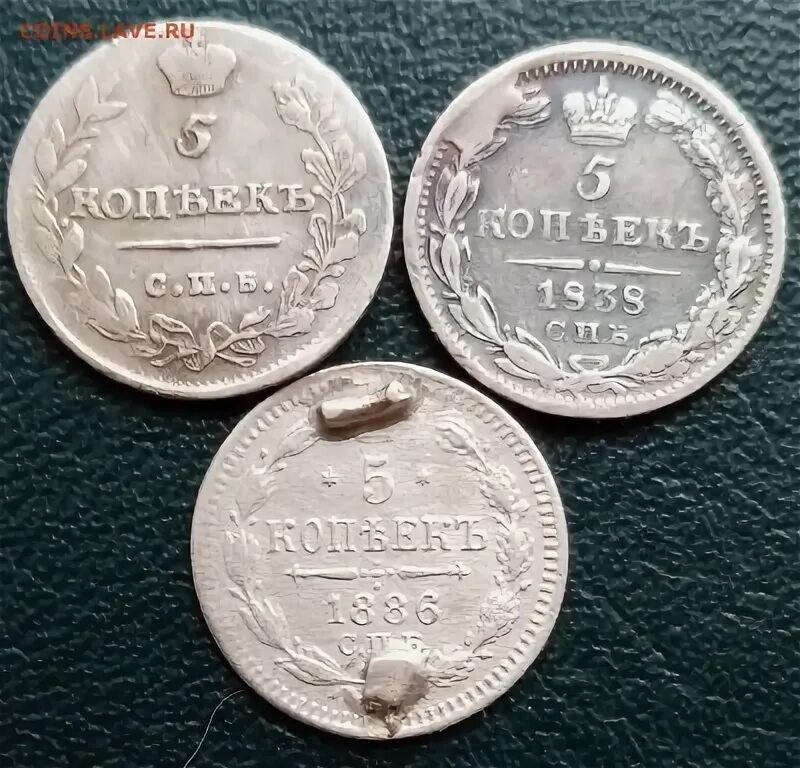 COINS.LAVE.RU
5
КОПѢЕКЪ
С.П.Б.
5
КОПѢЕКЪ
1838
СПБ
5
КОПѢЕКЪ
1886
СПБ